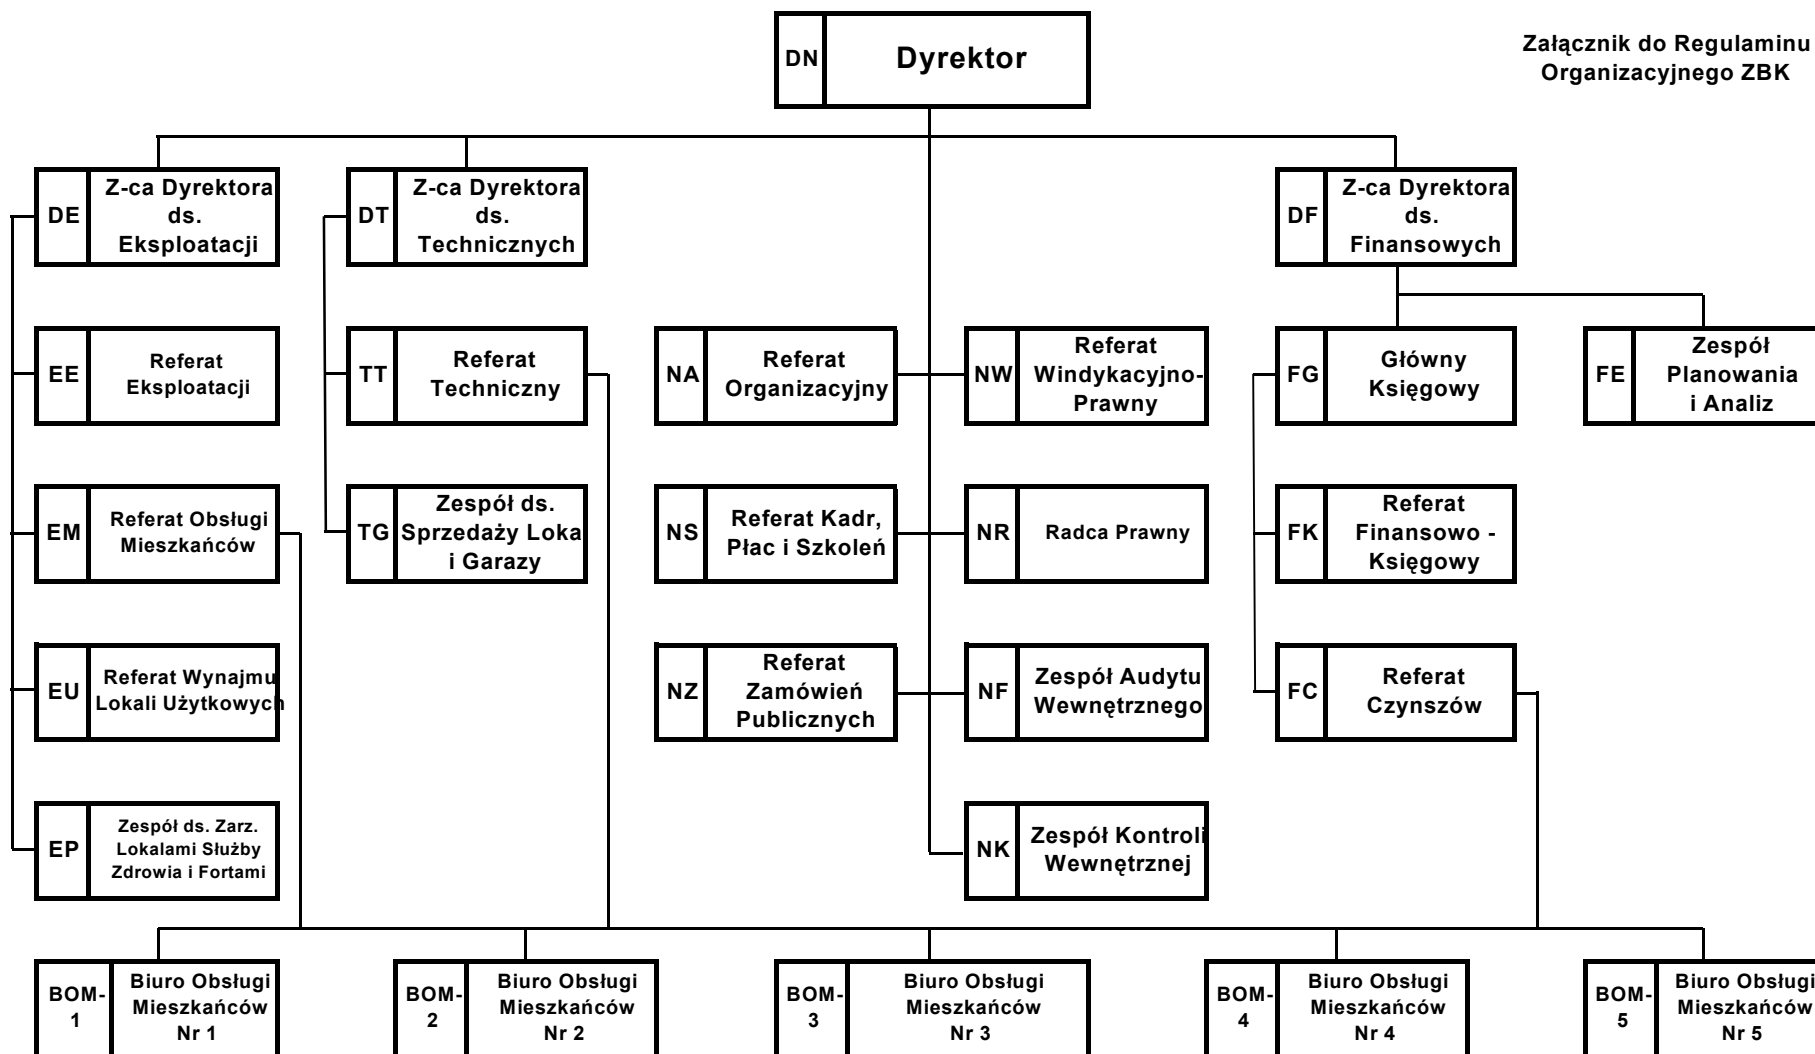 DN
Dyrektor
Załącznik do Regulaminu
Organizacyjnego ZBK
DE
Z-ca Dyrektora
ds.
Eksploatacji
DT
Z-ca Dyrektora
ds.
Technicznych
DF
Z-ca Dyrektora
ds.
Finansowych
EE
Referat
Eksploatacji
TT
Referat
Techniczny
NA
Referat
Organizacyjny
NW
Referat
Windykacyjno-
Prawny
FG
Główny
Księgowy
FE
Zespół
Planowania
i Analiz
EM
Referat Obsługi
Mieszkańców
TG
Zespół ds.
Sprzedaży Loka
i Garazy
NS
Referat Kadr,
Płac i Szkoleń
NR
Radca Prawny
FK
Referat
Finansowo -
Księgowy
EU
Referat Wynajmu
Lokali Użytkowych
NZ
Referat
Zamówień
Publicznych
NF
Zespół Audytu
Wewnętrznego
FC
Referat
Czynszów
EP
Zespół ds. Zarz.
Lokalami Służby
Zdrowia i Fortami
NK
Zespół Kontroli
Wewnętrznej
BOM-
1
Biuro Obsługi
Mieszkańców
Nr 1
BOM-
2
Biuro Obsługi
Mieszkańców
Nr 2
BOM-
3
Biuro Obsługi
Mieszkańców
Nr 3
BOM-
4
Biuro Obsługi
Mieszkańców
Nr 4
BOM-
5
Biuro Obsługi
Mieszkańców
Nr 5